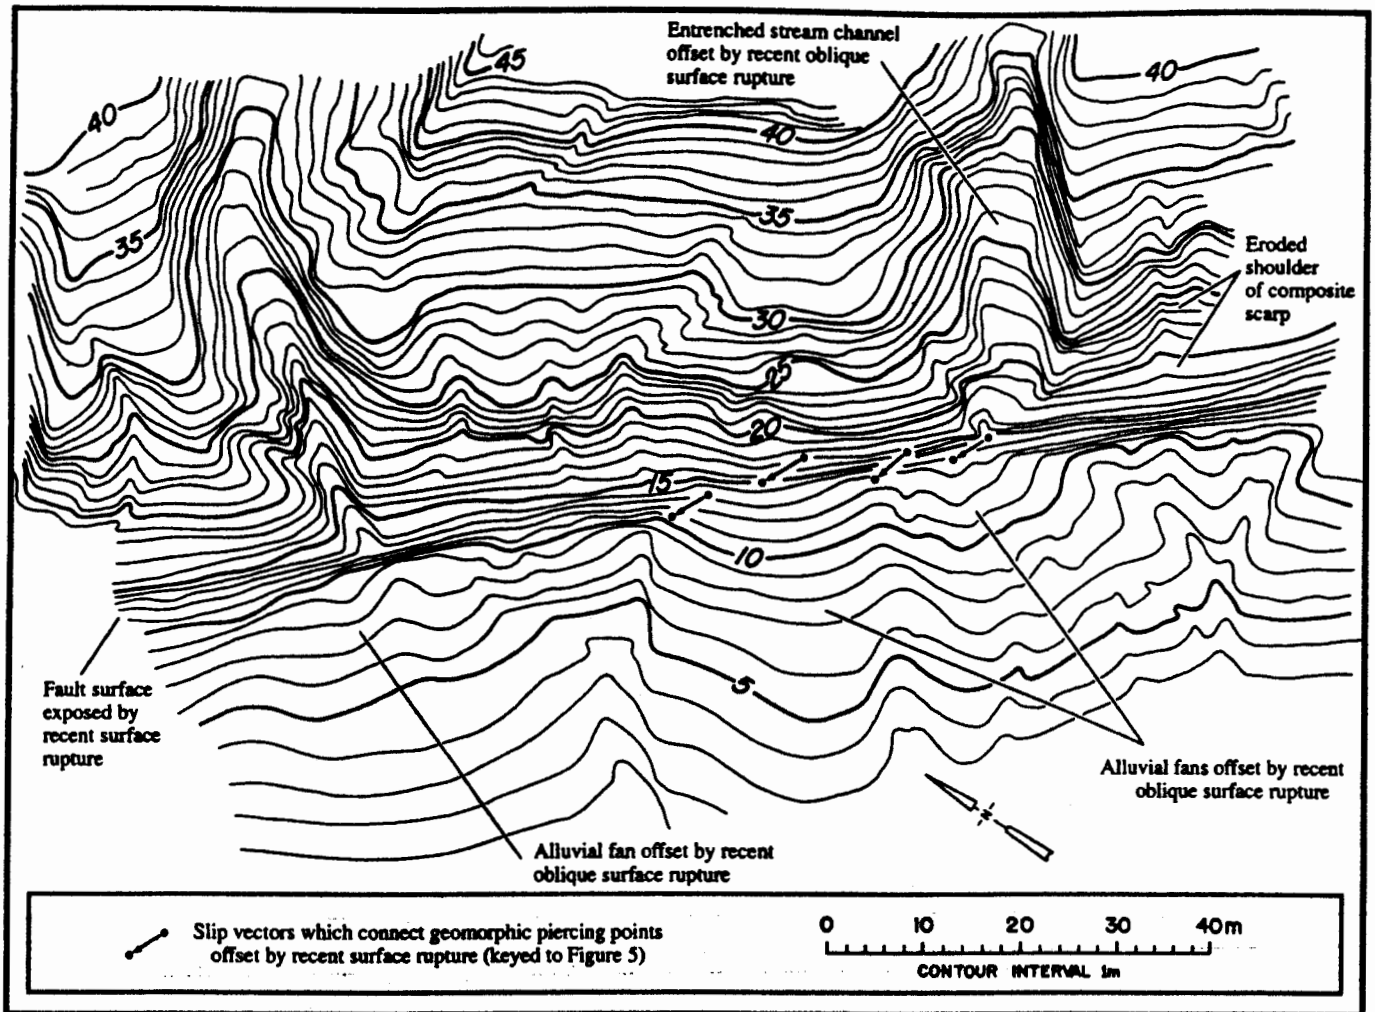 Entrenched stream channel
offset by recent oblique
surface rupture
45
40
40
40
35
35
Eroded
shoulder
of composite
scarp
30
25
20
15
10
5
Fault surface
exposed by
recent surface
rupture
Alluvial fans offset by recent
oblique surface rupture
N
Alluvial fan offset by recent
oblique surface rupture
Slip vectors which connect geomorphic piercing points
offset by recent surface rupture (keyed to Figure 5)
0 10 20 30 40m
CONTOUR INTERVAL 1m